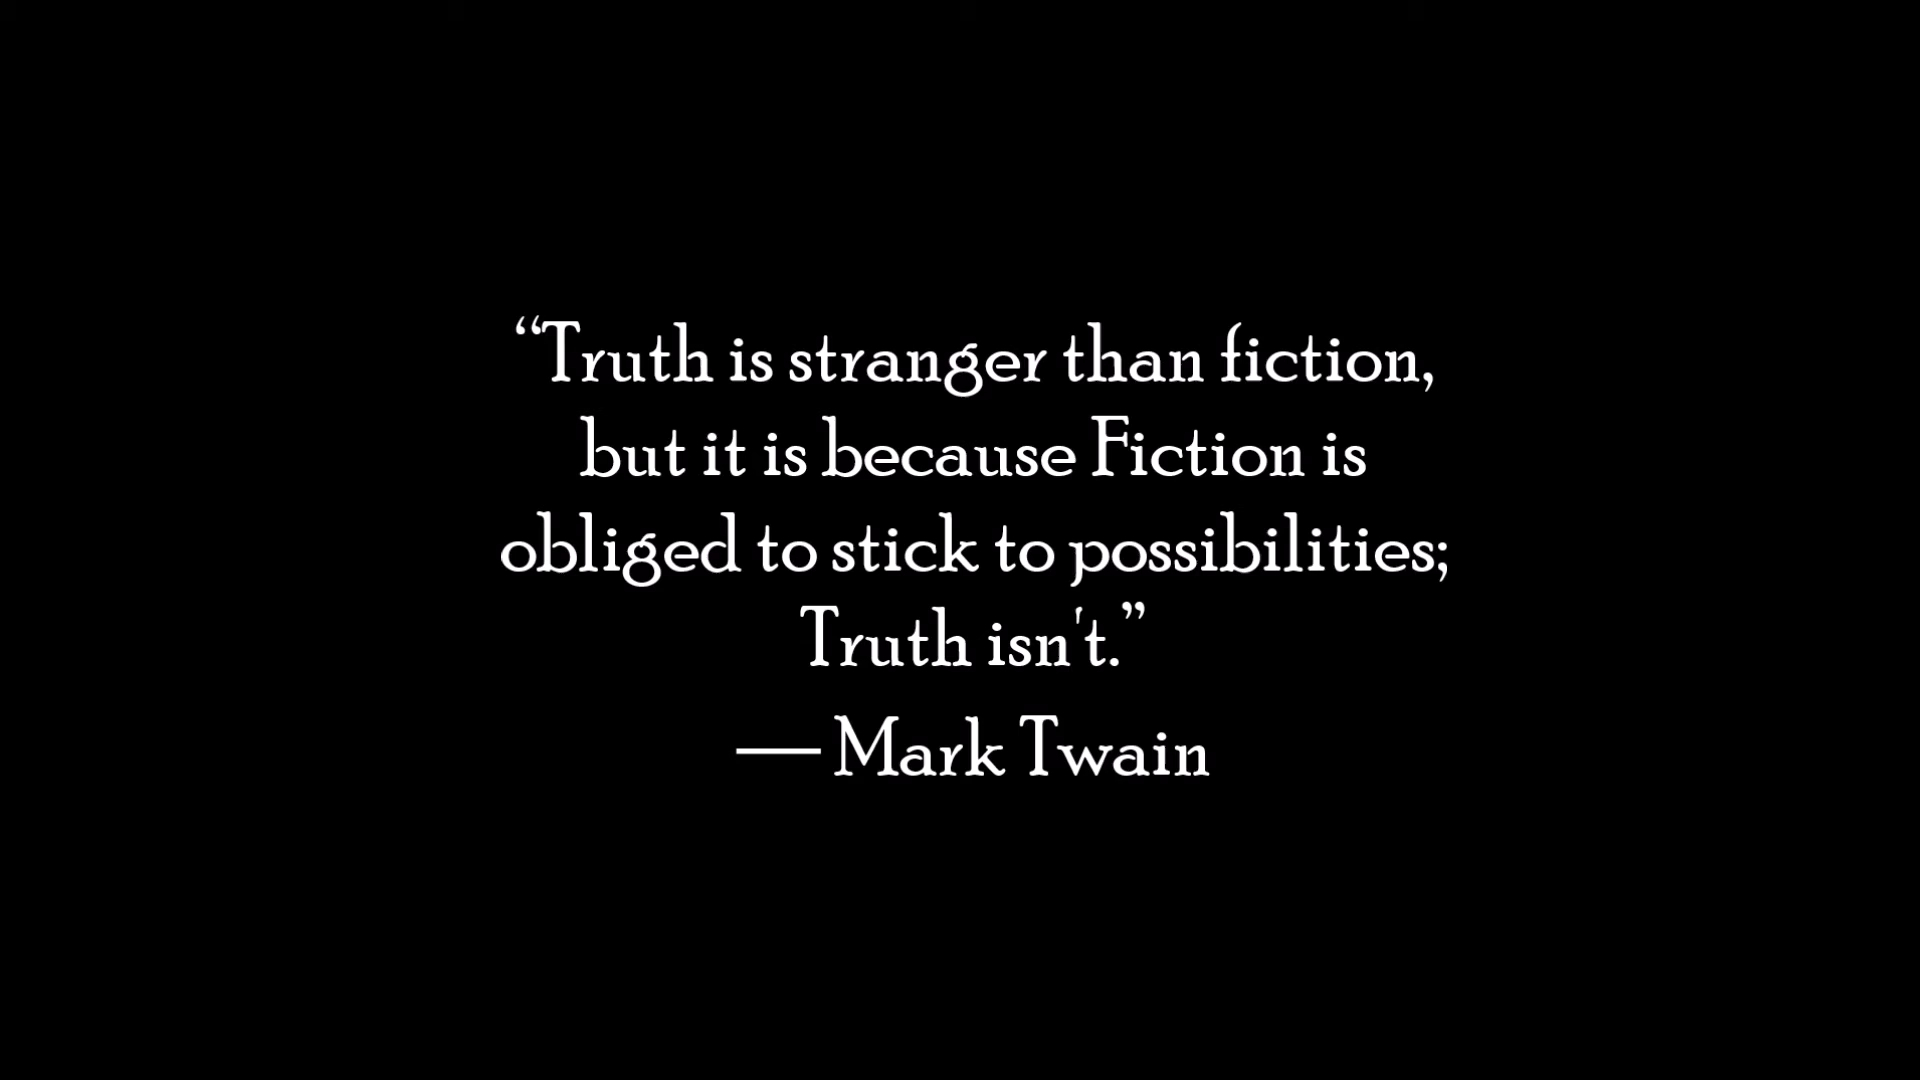 “Truth is stranger than fiction,
but it is because Fiction is
obliged to stick to possibilities;
Truth isn't.”
— Mark Twain